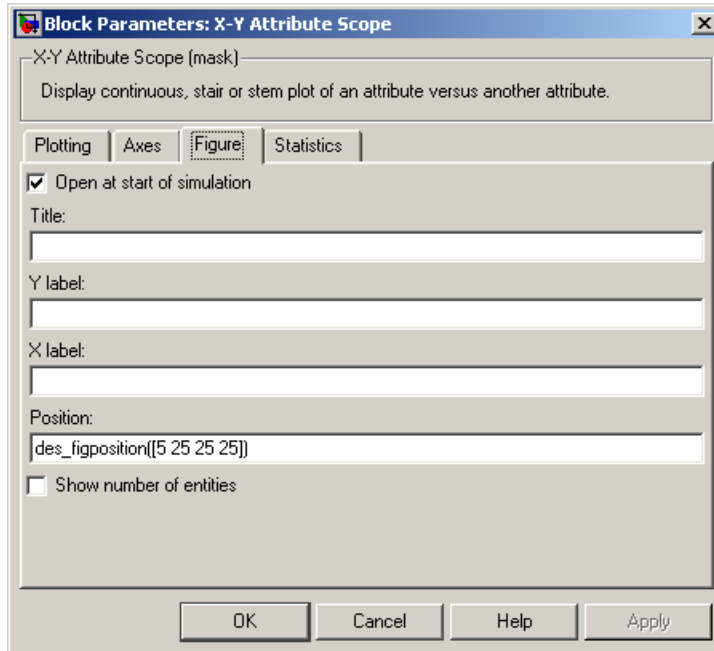 Block Parameters: X-Y Attribute Scope
X-Y Attribute Scope (mask)
Display continuous, stair or stem plot of an attribute versus another attribute.
Plotting Axes Figure Statistics
Open at start of simulation
Title:
Y label:
X label:
Position:
des_figposition([5 25 25 25])
Show number of entities
OK Cancel Help Apply